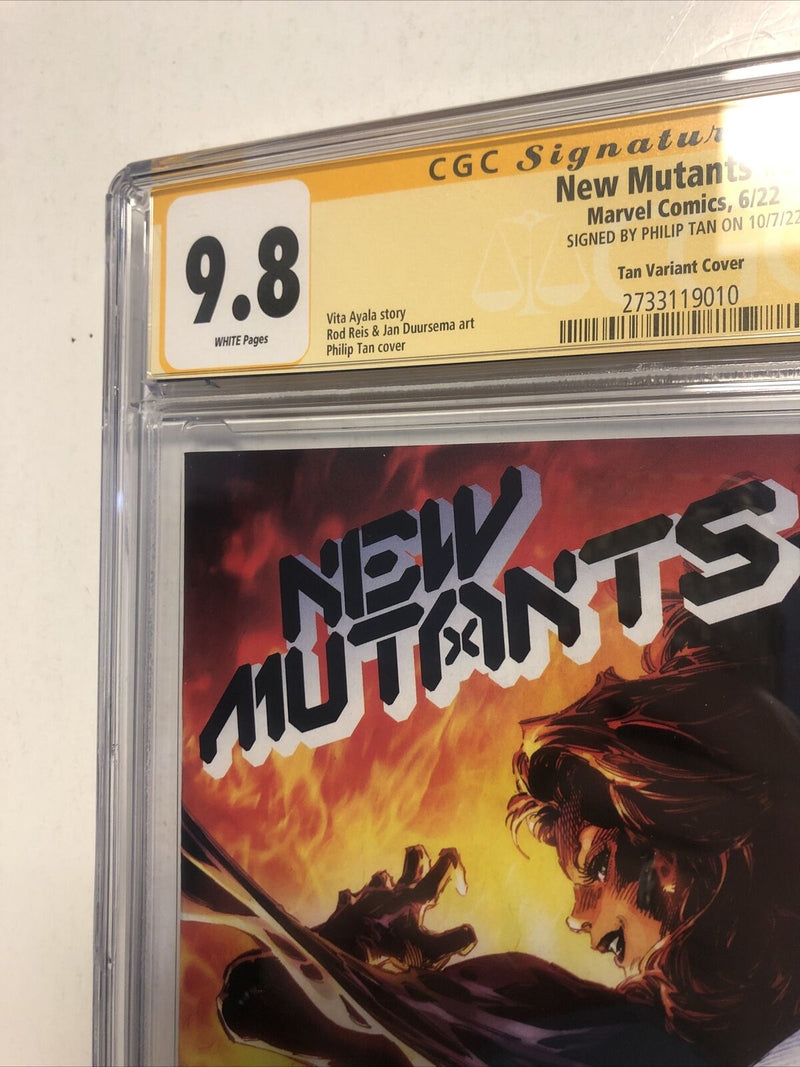 CGC Signatur
New Mutants
Marvel Comics, 6/22
SIGNED BY PHILIP TAN ON 10/7/22
Tan Variant Cover
2733119010
9.8
WHITE Pages
Vita Ayala story
Rod Reis & Jan Duursema art
Philip Tan cover
NEW
MUTANTS